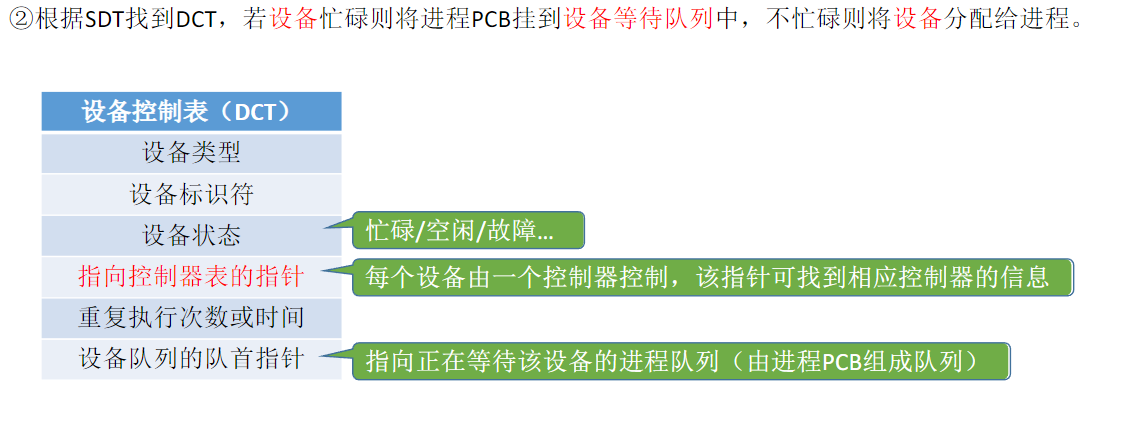 ②根据SDT找到DCT，若设备忙碌则将进程PCB挂到设备等待队列中，不忙碌则将设备分配给进程。
设备控制表（DCT）
设备类型
设备标识符
设备状态
忙碌/空闲/故障...
指向控制器表的指针
每个设备由一个控制器控制，该指针可找到相应控制器的信息
重复执行次数或时间
设备队列的队首指针
指向正在等待该设备的进程队列（由进程PCB组成队列）